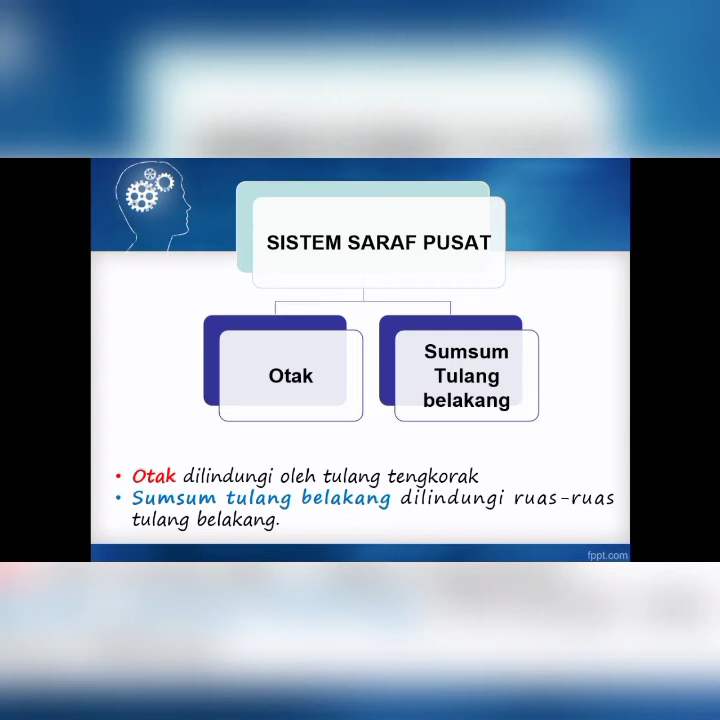 SISTEM SARAF PUSAT
Otak
Sumsum
Tulang
belakang
• Otak dilindungi oleh tulang tengkorak
• Sumsum tulang belakang dilindungi ruas-ruas
tulang belakang.
fppt.com